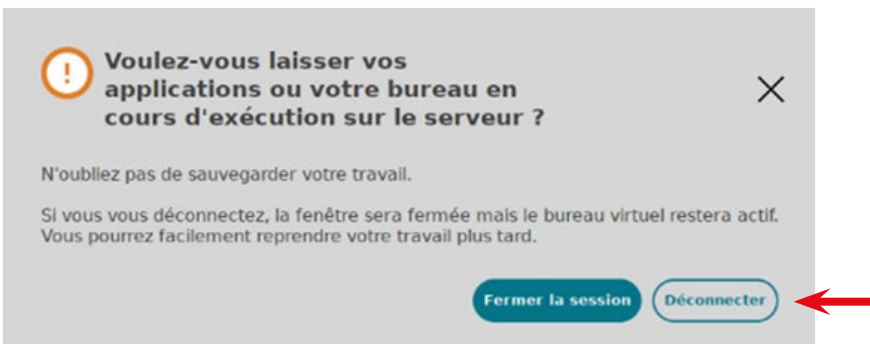 Voulez-vous laisser vos
applications ou votre bureau en
cours d'exécution sur le serveur ?
N'oubliez pas de sauvegarder votre travail.
Si vous vous déconnectez, la fenêtre sera fermée mais le bureau virtuel restera actif.
Vous pourrez facilement reprendre votre travail plus tard.
Fermer la session Déconnecter